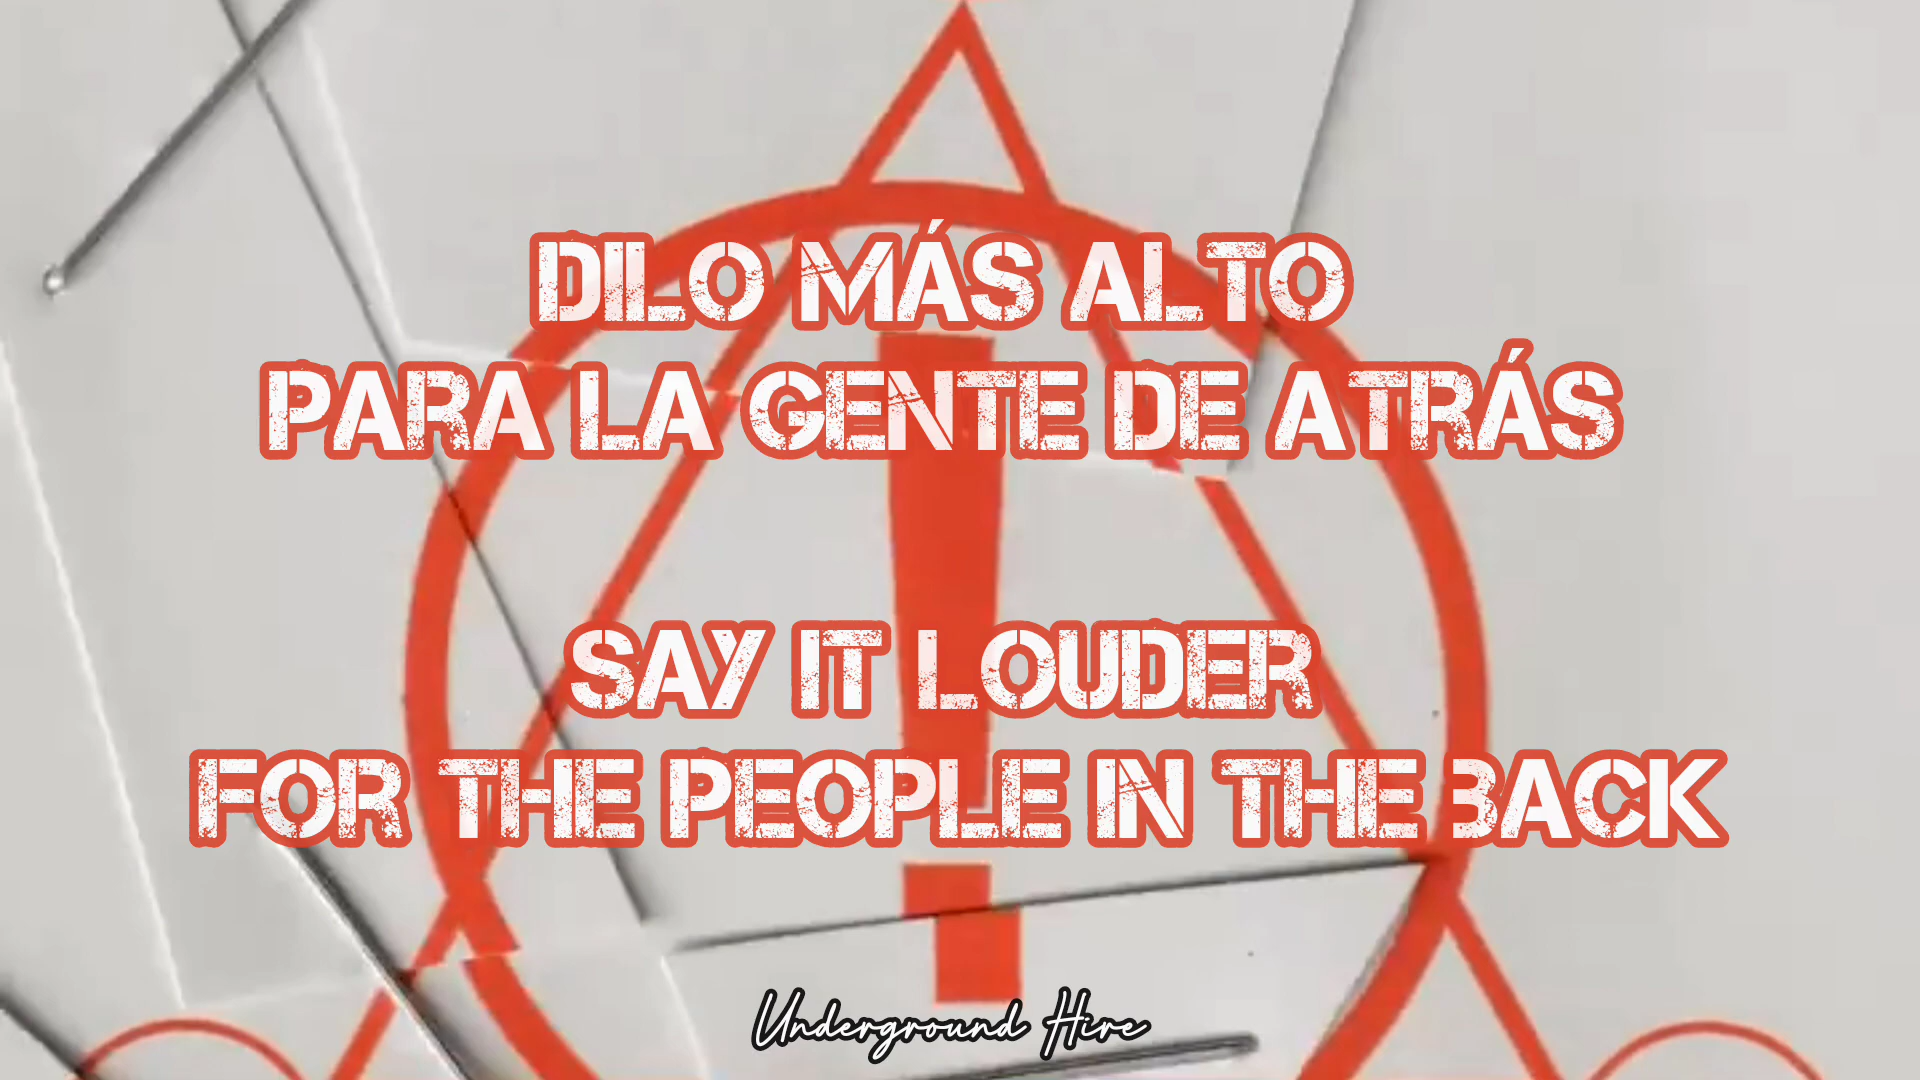 DILO MÁS ALTO
PARA LA GENTE DE ATRÁS
SAY IT LOUDER
FOR THE PEOPLE IN THE BACK
Underground Hire